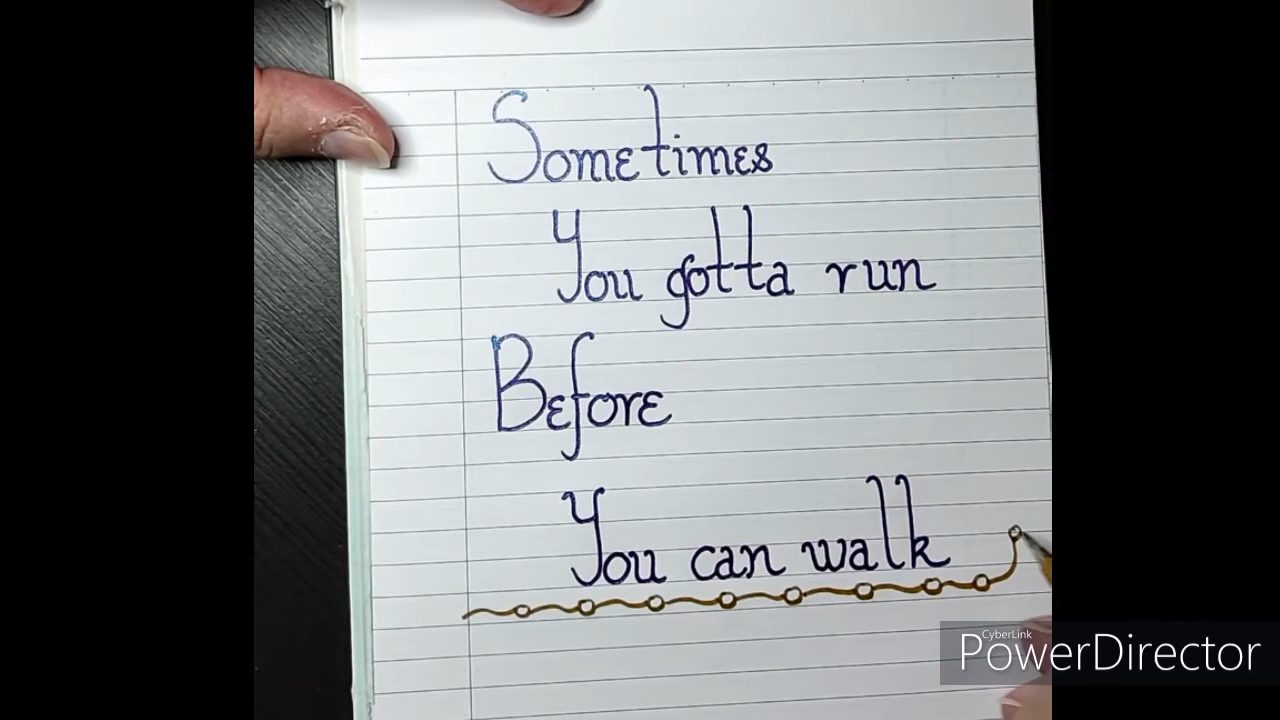 Sometimes
You gotta run
Before
You can walk
CyberLink
PowerDirector